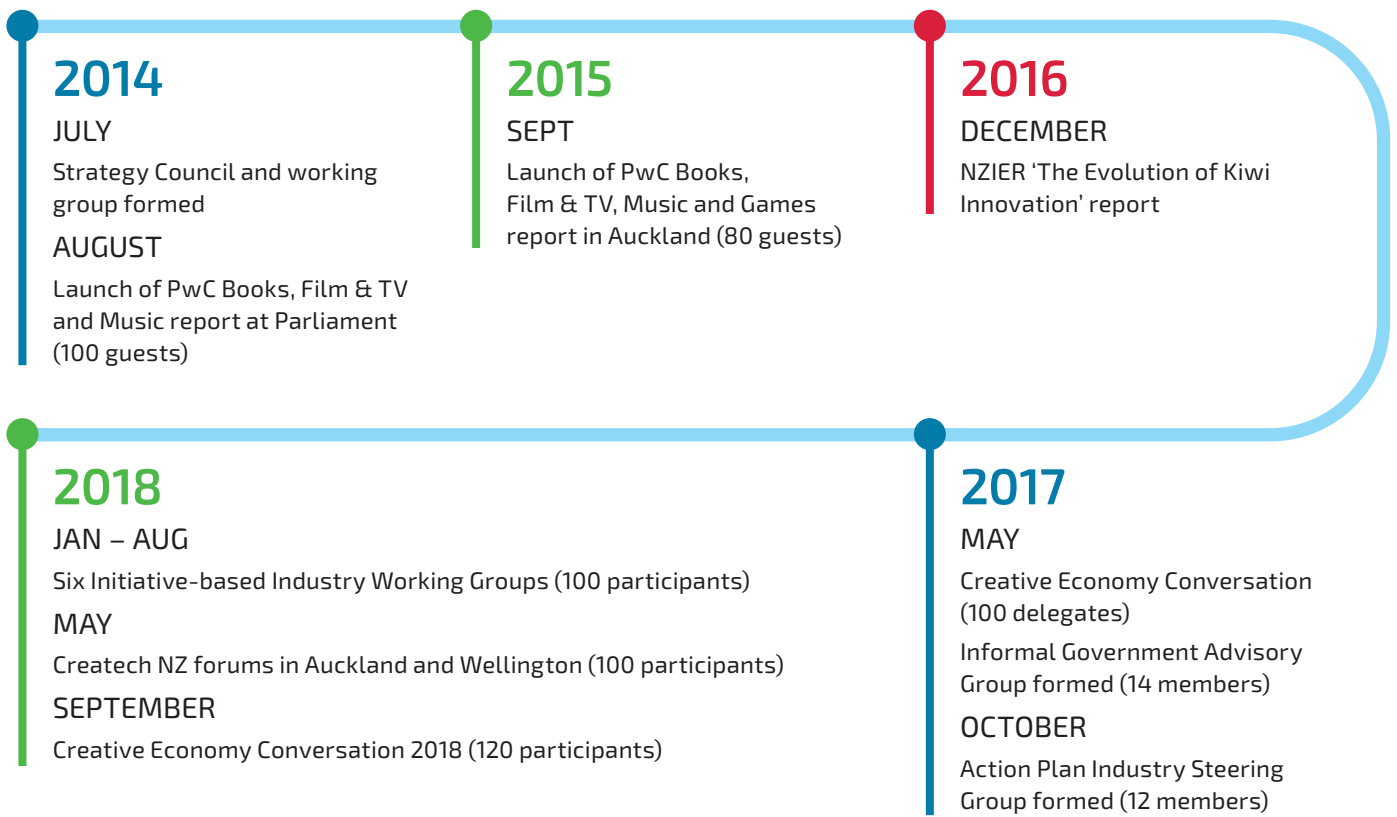 2014
JULY
Strategy Council and working
group formed
AUGUST
Launch of PwC Books, Film & TV
and Music report at Parliament
(100 guests)
2015
SEPT
Launch of PwC Books,
Film & TV, Music and Games
report in Auckland (80 guests)
2016
DECEMBER
NZIER ‘The Evolution of Kiwi
Innovation’ report
2017
MAY
Creative Economy Conversation
(100 delegates)
Informal Government Advisory
Group formed (14 members)
OCTOBER
Action Plan Industry Steering
Group formed (12 members)
2018
JAN – AUG
Six Initiative-based Industry Working Groups (100 participants)
MAY
Createch NZ forums in Auckland and Wellington (100 participants)
SEPTEMBER
Creative Economy Conversation 2018 (120 participants)